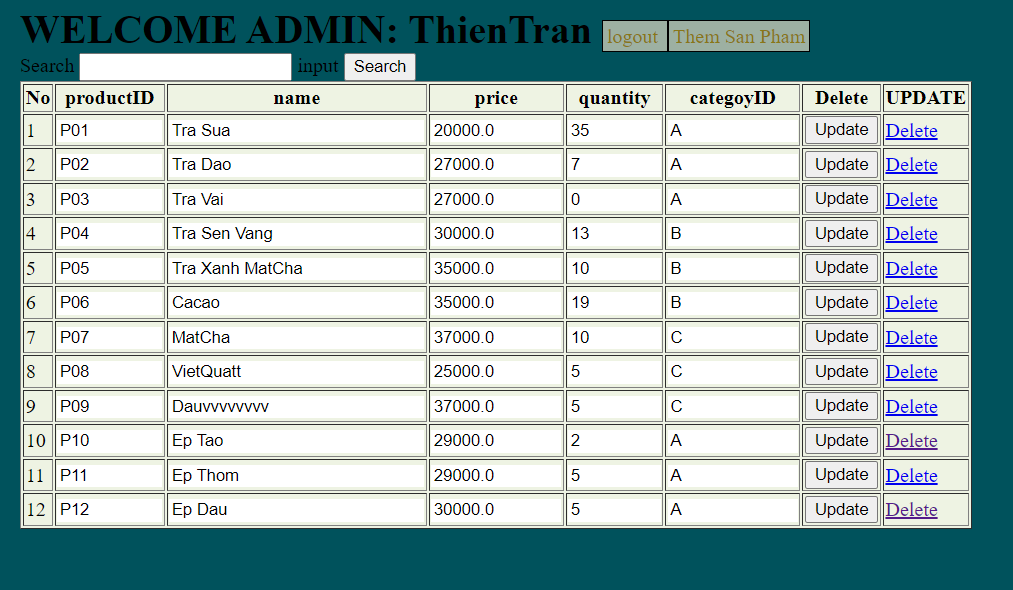 WELCOME ADMIN: ThienTran logout Them San Pham
Search input Search
No productID name price quantity categoyID Delete UPDATE
1 P01 Tra Sua 20000.0 35 A Update Delete
2 P02 Tra Dao 27000.0 7 A Update Delete
3 P03 Tra Vai 27000.0 0 A Update Delete
4 P04 Tra Sen Vang 30000.0 13 B Update Delete
5 P05 Tra Xanh MatCha 35000.0 10 B Update Delete
6 P06 Cacao 35000.0 19 B Update Delete
7 P07 MatCha 37000.0 10 C Update Delete
8 P08 VietQuatt 25000.0 5 C Update Delete
9 P09 Dauvvvvvvvv 37000.0 5 C Update Delete
10 P10 Ep Tao 29000.0 2 A Update Delete
11 P11 Ep Thom 29000.0 5 A Update Delete
12 P12 Ep Dau 30000.0 5 A Update Delete